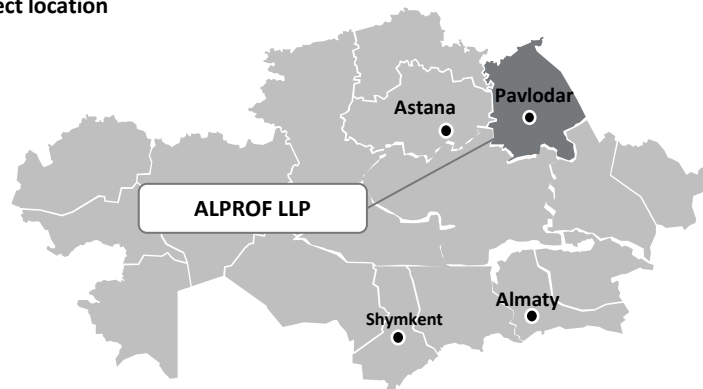 ect location
Pavlodar
Astana
ALPROF LLP
Almaty
Shymkent